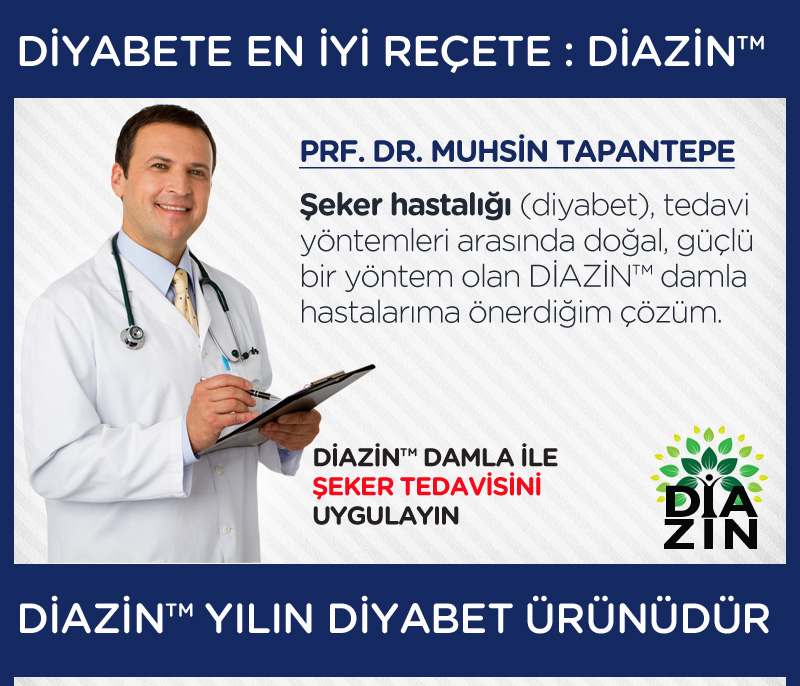 DİYABETE EN İYİ REÇETE : DİAZİN™
PRF. DR. MUHSİN TAPANTEPE
Şeker hastalığı (diyabet), tedavi
yöntemleri arasında doğal, güçlü
bir yöntem olan DİAZİN™ damla
hastalarıma önerdiğim çözüm.
DİAZİN™ DAMLA İLE
ŞEKER TEDAVİSİNİ
UYGULAYIN
DIA
ZIN
DİAZİN™ YILIN DİYABET ÜRÜNÜDÜR